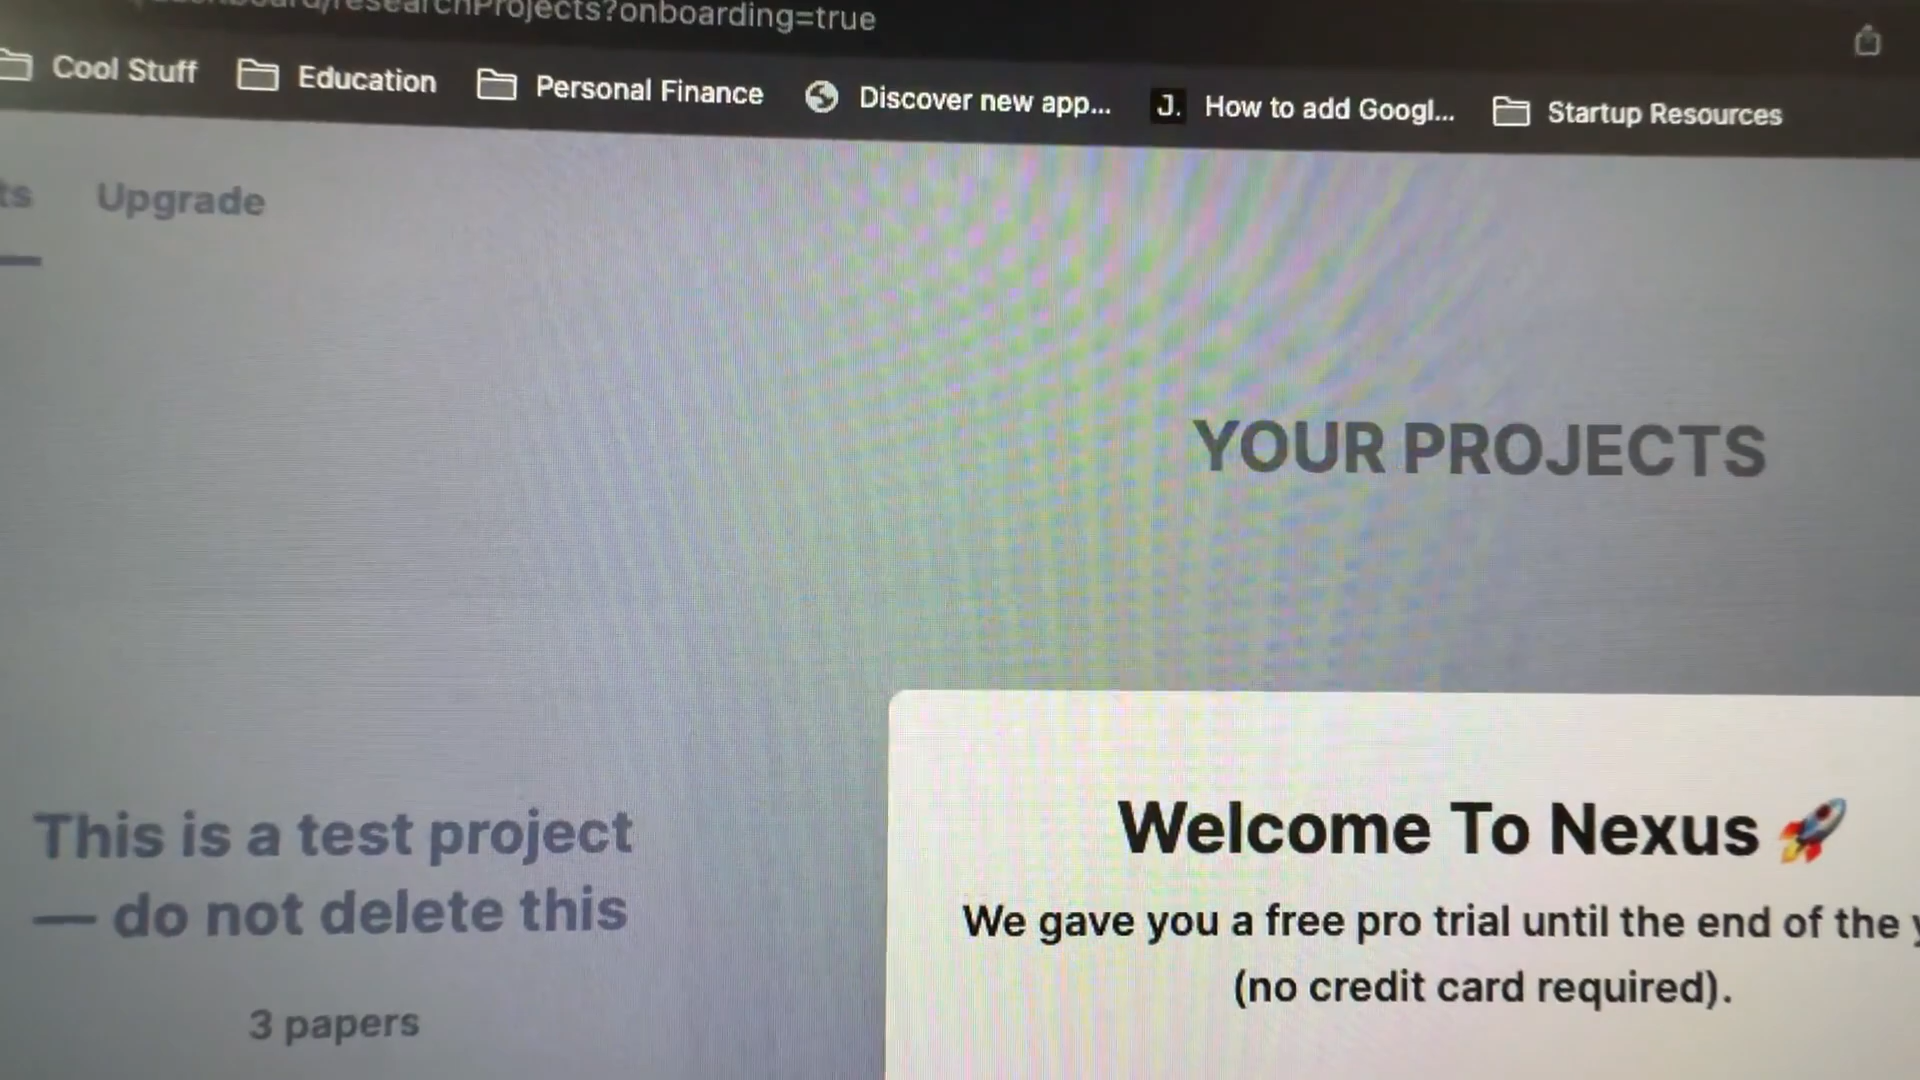 researchProjects?onboarding=true
Cool Stuff
Education
Personal Finance
Discover new app...
J. How to add Googl...
Startup Resources
Upgrade
YOUR PROJECTS
This is a test project
— do not delete this
3 papers
Welcome To Nexus 🚀
We gave you a free pro trial until the end of the
(no credit card required).